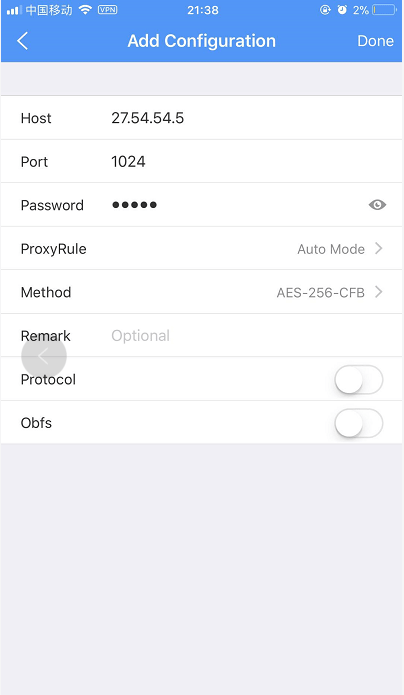 中国移动 VPN 21:38 2%
Add Configuration Done
Host 27.54.54.5
Port 1024
Password •••••
ProxyRule Auto Mode
Method AES-256-CFB
Remark Optional
Protocol
Obfs